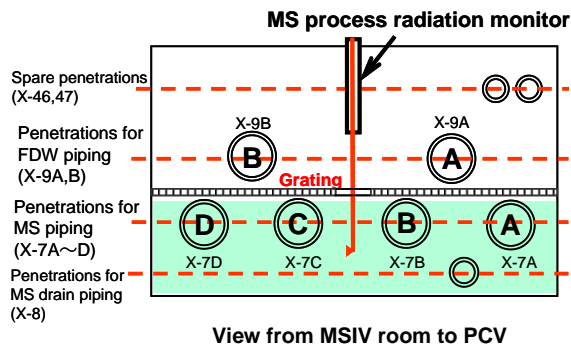 MS process radiation monitor
Spare penetrations
(X-46,47)
X-9B
X-9A
Penetrations for
FDW piping
(X-9A,B)
B
A
Grating
Penetrations for
MS piping
(X-7A～D)
D
C
B
A
X-7D
X-7C
X-7B
X-7A
Penetrations for
MS drain piping
(X-8)
View from MSIV room to PCV